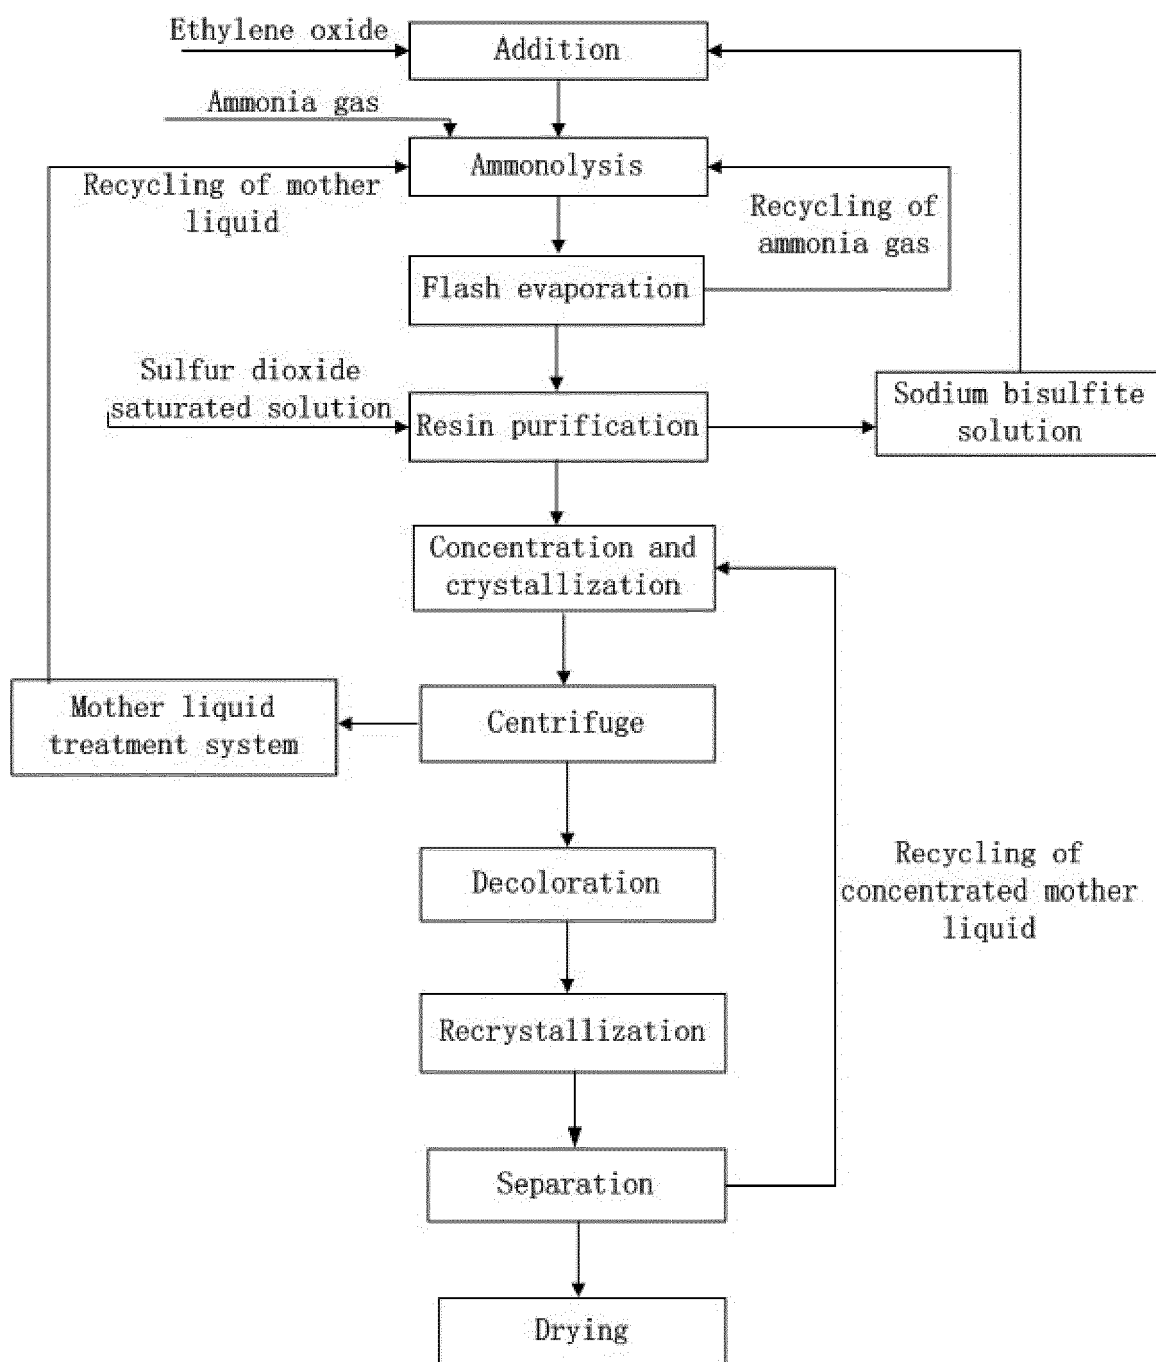 Ethylene oxide
Addition
Ammonia gas
Ammonolysis
Recycling of mother
liquid
Recycling of
ammonia gas
Flash evaporation
Sulfur dioxide
saturated solution
Resin purification
Sodium bisulfite
solution
Concentration and
crystallization
Mother liquid
treatment system
Centrifuge
Decoloration
Recycling of
concentrated mother
liquid
Recrystallization
Separation
Drying